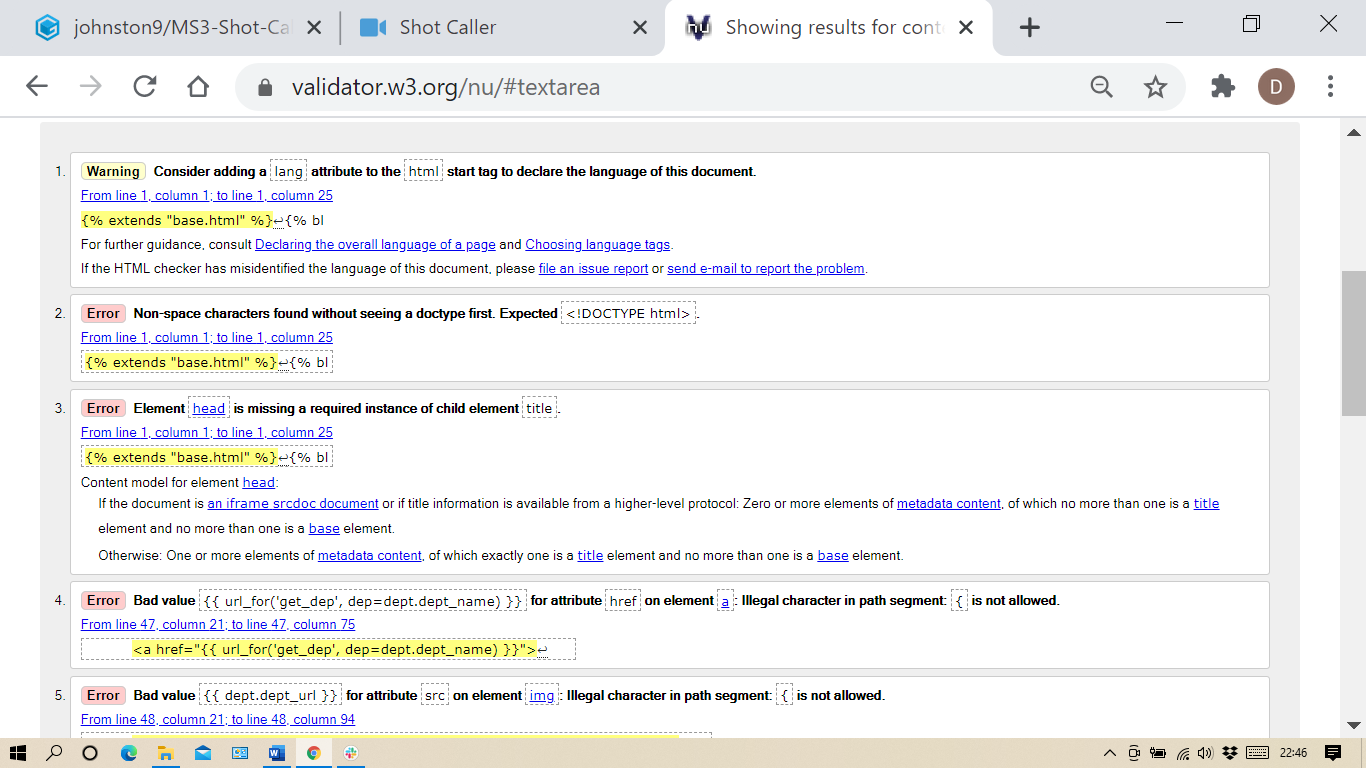 johnston9/MS3-Shot-Ca
Shot Caller
Showing results for cont
validator.w3.org/nu/#textarea
D
1. Warning Consider adding a lang attribute to the html start tag to declare the language of this document.
From line 1, column 1; to line 1, column 25
{% extends "base.html" %}↩{% bl
For further guidance, consult Declaring the overall language of a page and Choosing language tags.
If the HTML checker has misidentified the language of this document, please file an issue report or send e-mail to report the problem.
2. Error Non-space characters found without seeing a doctype first. Expected <!DOCTYPE html>.
From line 1, column 1; to line 1, column 25
{% extends "base.html" %}↩{% bl
3. Error Element head is missing a required instance of child element title.
From line 1, column 1; to line 1, column 25
{% extends "base.html" %}↩{% bl
Content model for element head:
If the document is an iframe srcdoc document or if title information is available from a higher-level protocol: Zero or more elements of metadata content, of which no more than one is a title
element and no more than one is a base element.
Otherwise: One or more elements of metadata content, of which exactly one is a title element and no more than one is a base element.
4. Error Bad value {{ url_for('get_dep', dep=dept.dept_name) }} for attribute href on element a: Illegal character in path segment: { is not allowed.
From line 47, column 21; to line 47, column 75
<a href="{{ url_for('get_dep', dep=dept.dept_name) }}">↩
5. Error Bad value {{ dept.dept_url }} for attribute src on element img: Illegal character in path segment: { is not allowed.
From line 48, column 21; to line 48, column 94
22:46